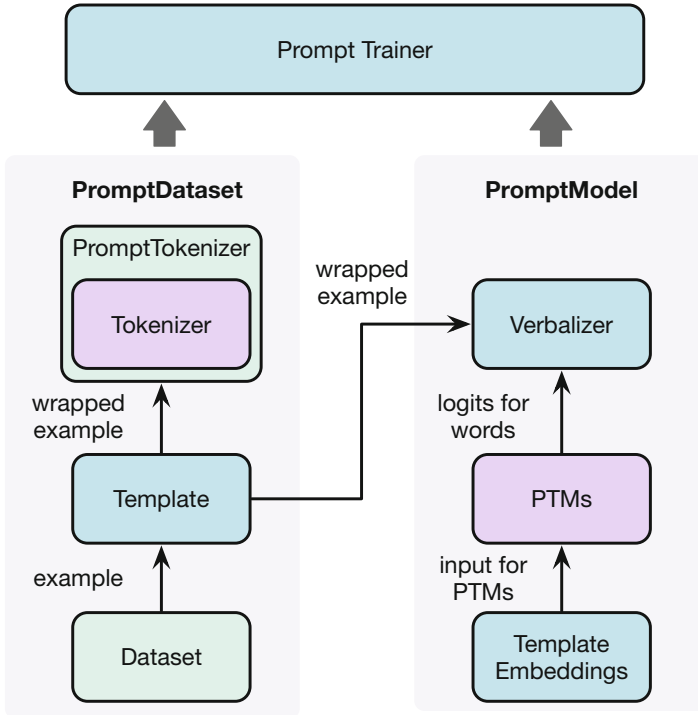 Prompt Trainer
PromptDataset
PromptTokenizer
Tokenizer
wrapped
example
Template
example
Dataset
wrapped
example
PromptModel
Verbalizer
logits for
words
PTMs
input for
PTMs
Template
Embeddings